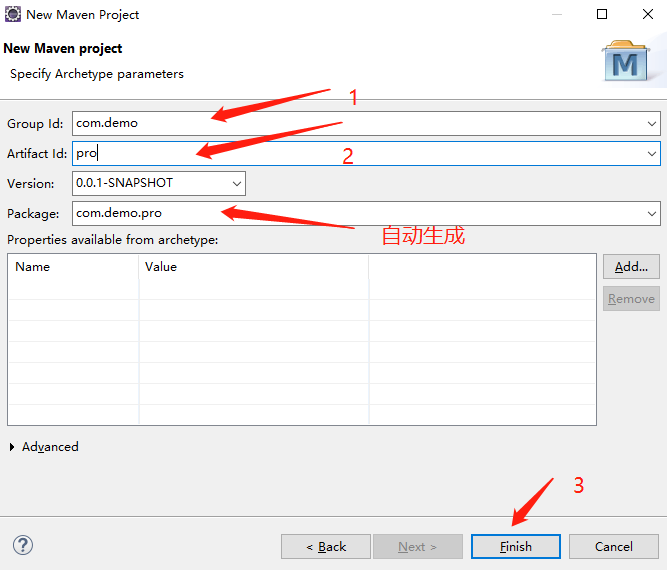 New Maven Project
New Maven project
Specify Archetype parameters
1
Group Id: com.demo
Artifact Id: pro
2
Version: 0.0.1-SNAPSHOT
Package: com.demo.pro
自动生成
Properties available from archetype:
Name Value
Add...
Remove
Advanced
3
< Back Next > Finish Cancel